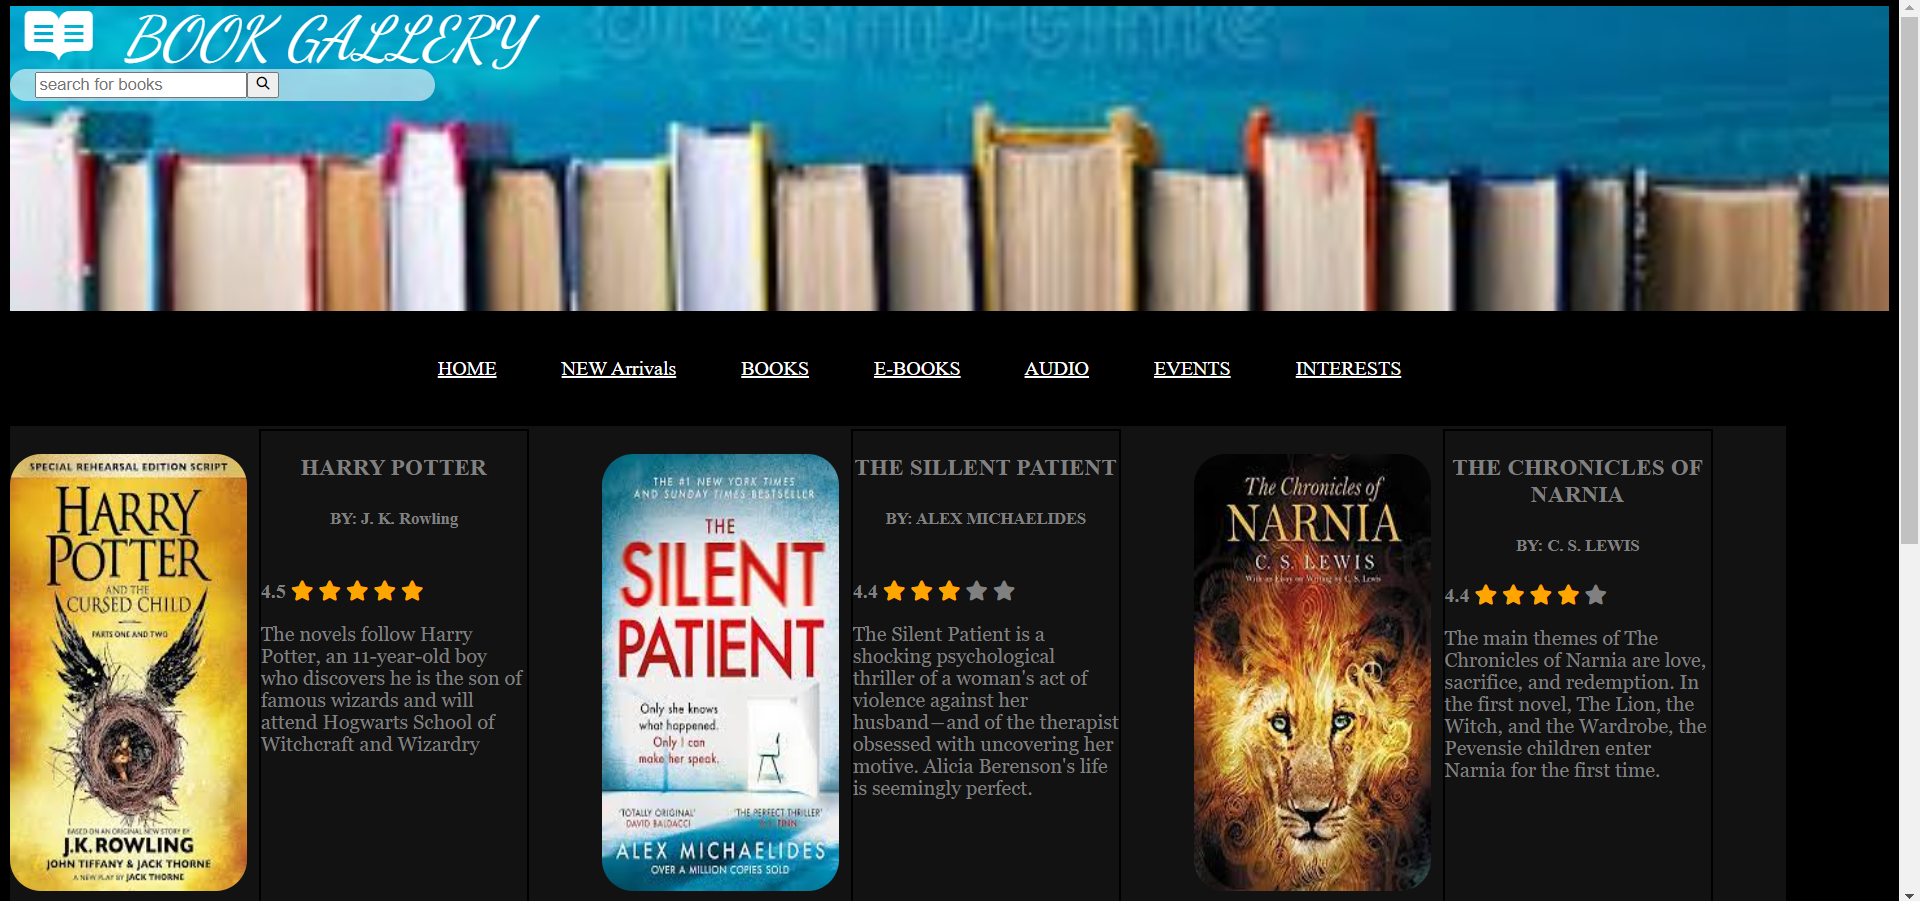 BOOK GALLERY
search for books
HOME NEW Arrivals BOOKS E-BOOKS AUDIO EVENTS INTERESTS
SPECIAL REHEARSAL EDITION SCRIPT
HARRY
POTTER
AND THE
CURSED CHILD
PARTS ONE AND TWO
BASED ON AN ORIGINAL NEW STORY BY
J.K.ROWLING
JOHN TIFFANY & JACK THORNE
A NEW PLAY BY JACK THORNE
HARRY POTTER
BY: J. K. Rowling
4.5
The novels follow Harry
Potter, an 11-year-old boy
who discovers he is the son of
famous wizards and will
attend Hogwarts School of
Witchcraft and Wizardry
THE #1 NEW YORK TIMES
AND SUNDAY TIMES BESTSELLER
THE
SILENT
PATIENT
Only she knows
what happened.
Only I can
make her speak.
'TOTALLY ORIGINAL'
DAVID BALDACCI
'THE PERFECT THRILLER'
A.J. FINN
ALEX MICHAELIDES
OVER A MILLION COPIES SOLD
THE SILLENT PATIENT
BY: ALEX MICHAELIDES
4.4
The Silent Patient is a
shocking psychological
thriller of a woman's act of
violence against her
husband—and of the therapist
obsessed with uncovering her
motive. Alicia Berenson's life
is seemingly perfect.
The Chronicles of
NARNIA
C. S. LEWIS
With an Essay on Writing by C. S. Lewis
THE CHRONICLES OF
NARNIA
BY: C. S. LEWIS
4.4
The main themes of The
Chronicles of Narnia are love,
sacrifice, and redemption. In
the first novel, The Lion, the
Witch, and the Wardrobe, the
Pevensie children enter
Narnia for the first time.